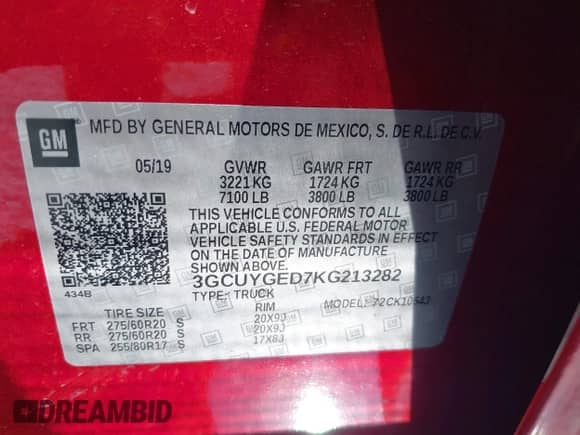 GM
MFD BY GENERAL MOTORS DE MEXICO, S. DE R.L. DE C.V.
05/19 GVWR GAWR FRT GAWR RR
3221 KG 1724 KG 1724 KG
7100 LB 3800 LB 3800 LB
THIS VEHICLE CONFORMS TO ALL
APPLICABLE U.S. FEDERAL MOTOR
VEHICLE SAFETY STANDARDS IN EFFECT
ON THE DATE OF MANUFACTURE
SHOWN ABOVE.
3GCUYGED7KG213282
434B TYPE: TRUCK MODEL: 72CK10543
TIRE SIZE RIM
FRT 275/60R20 S 20X9J
RR 275/60R20 S 20X9J
SPA 255/80R17 S 17X8J
DREAMBID